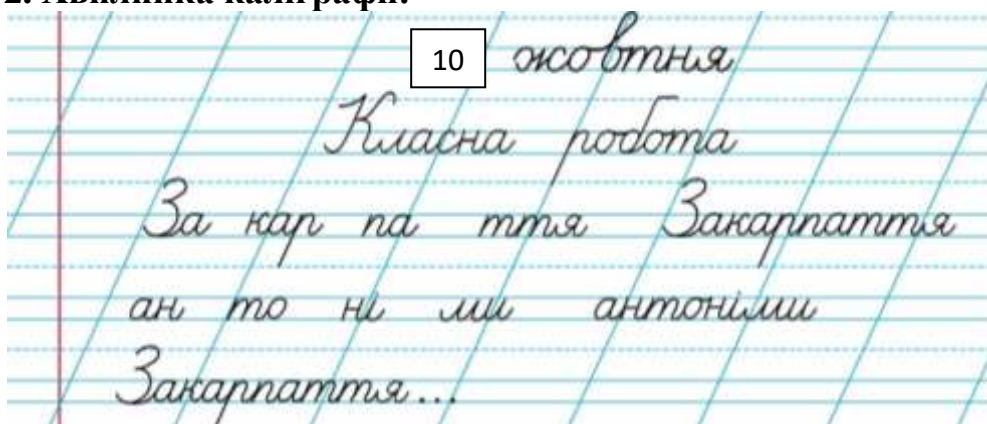 2. Хвилинка каліграфії.
10 жовтня
Класна робота
За кар па ття Закарпаття
ан то ні ми антоніми
Закарпаття...